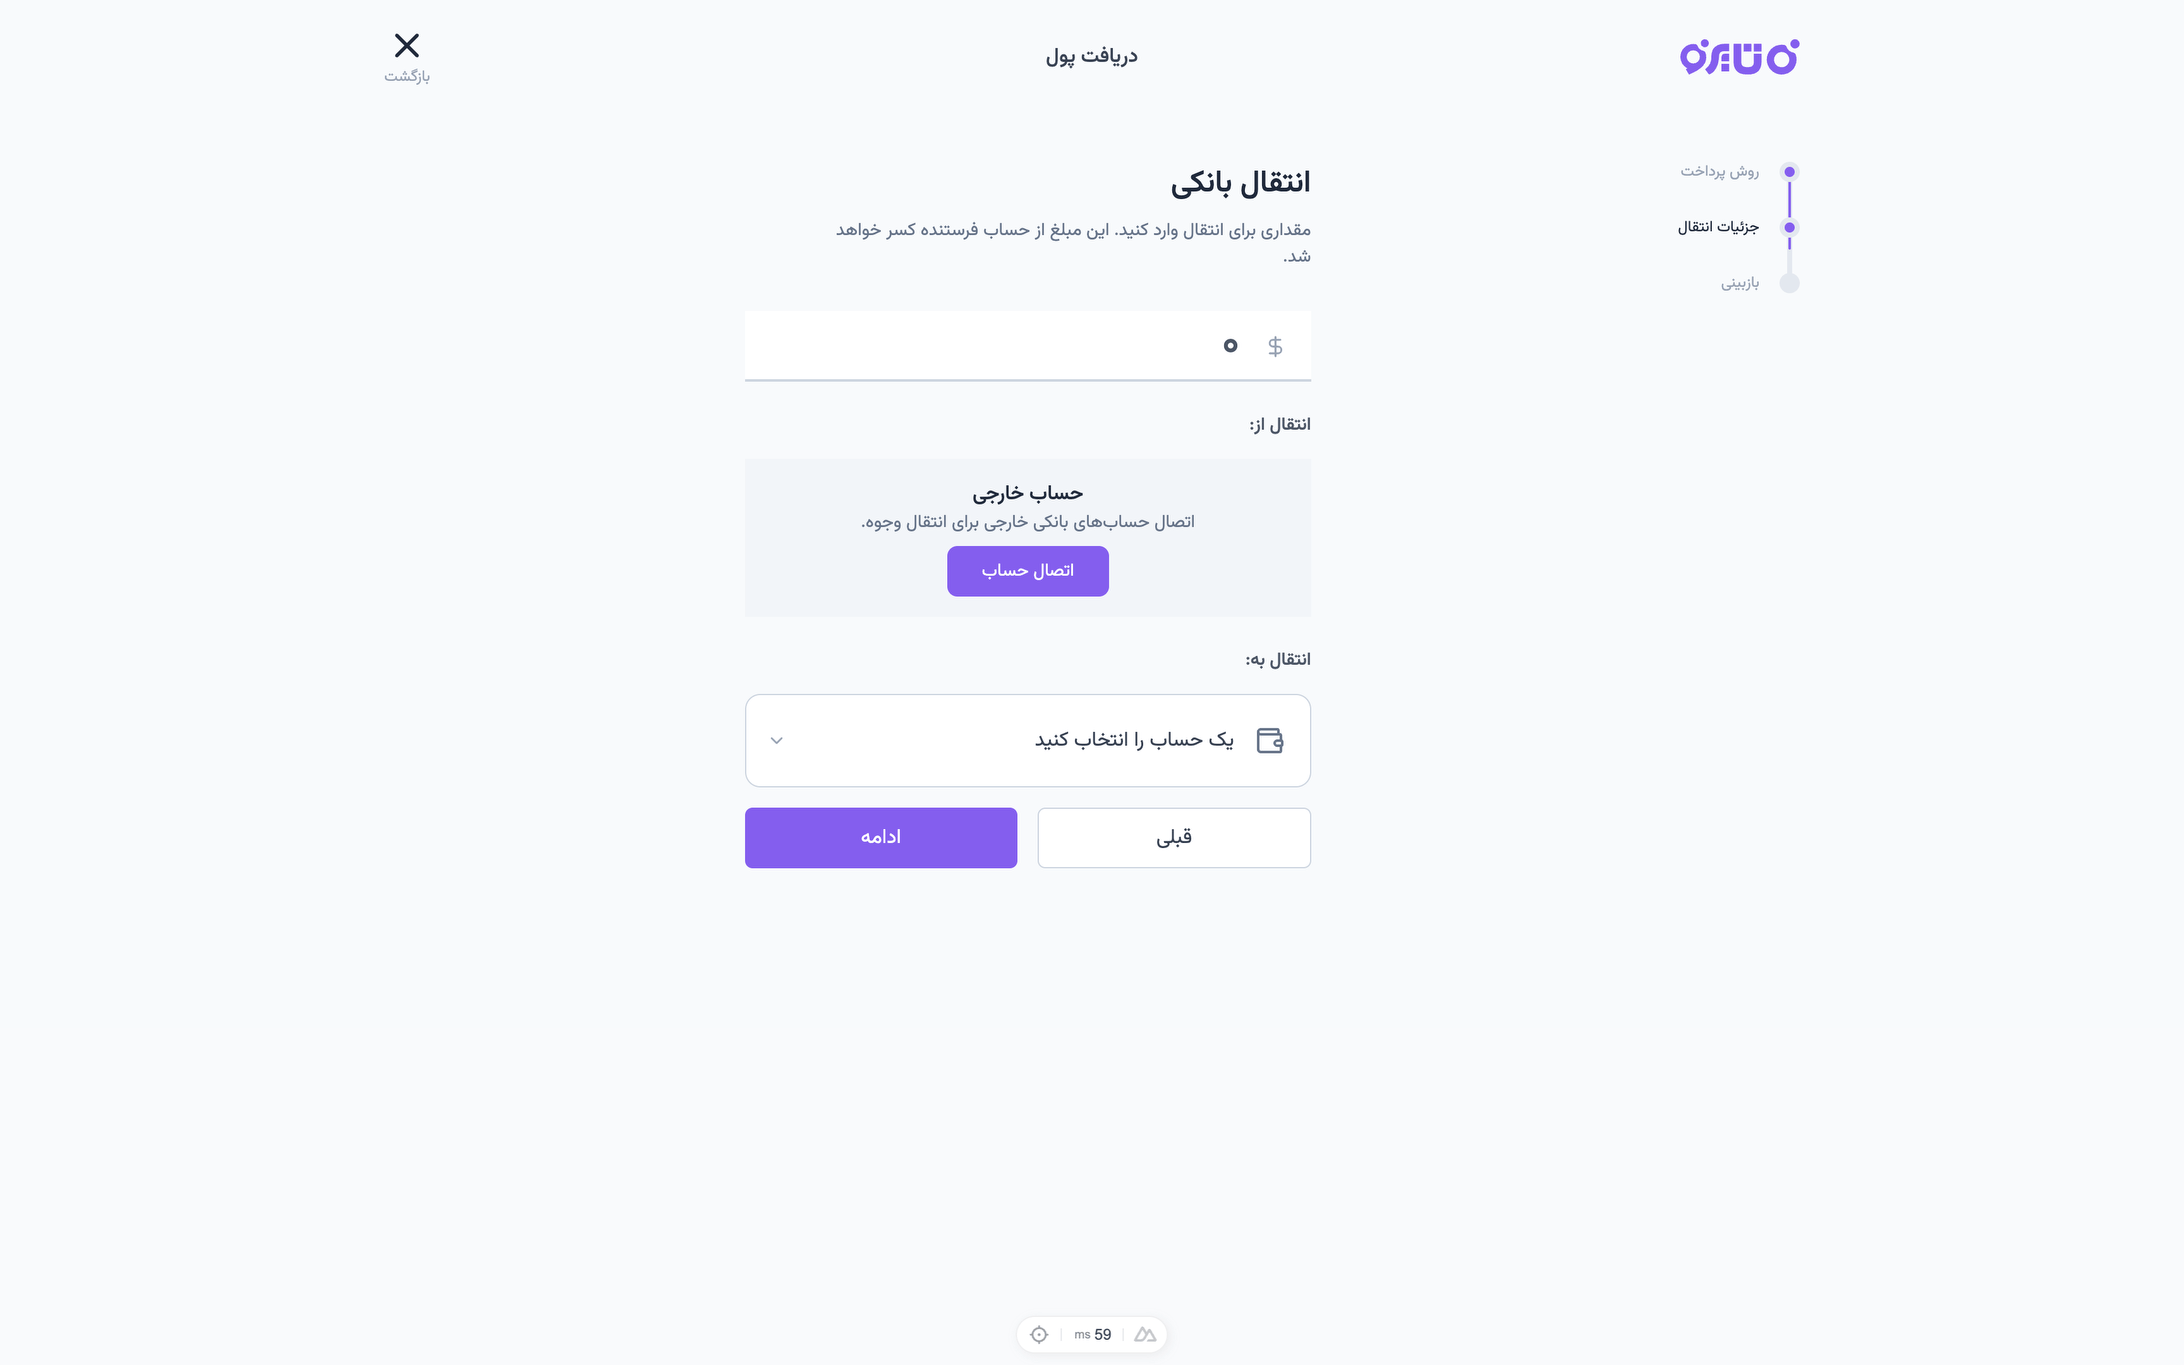 دریافت پول
بازگشت
روش پرداخت
جزئیات انتقال
بازبینی
انتقال بانکی
مقداری برای انتقال وارد کنید. این مبلغ از حساب فرستنده کسر خواهد
شد.
$ ۰
انتقال از:
حساب خارجی
اتصال حساب‌های بانکی خارجی برای انتقال وجوه.
اتصال حساب
انتقال به:
یک حساب را انتخاب کنید
قبلی
ادامه
59 ms